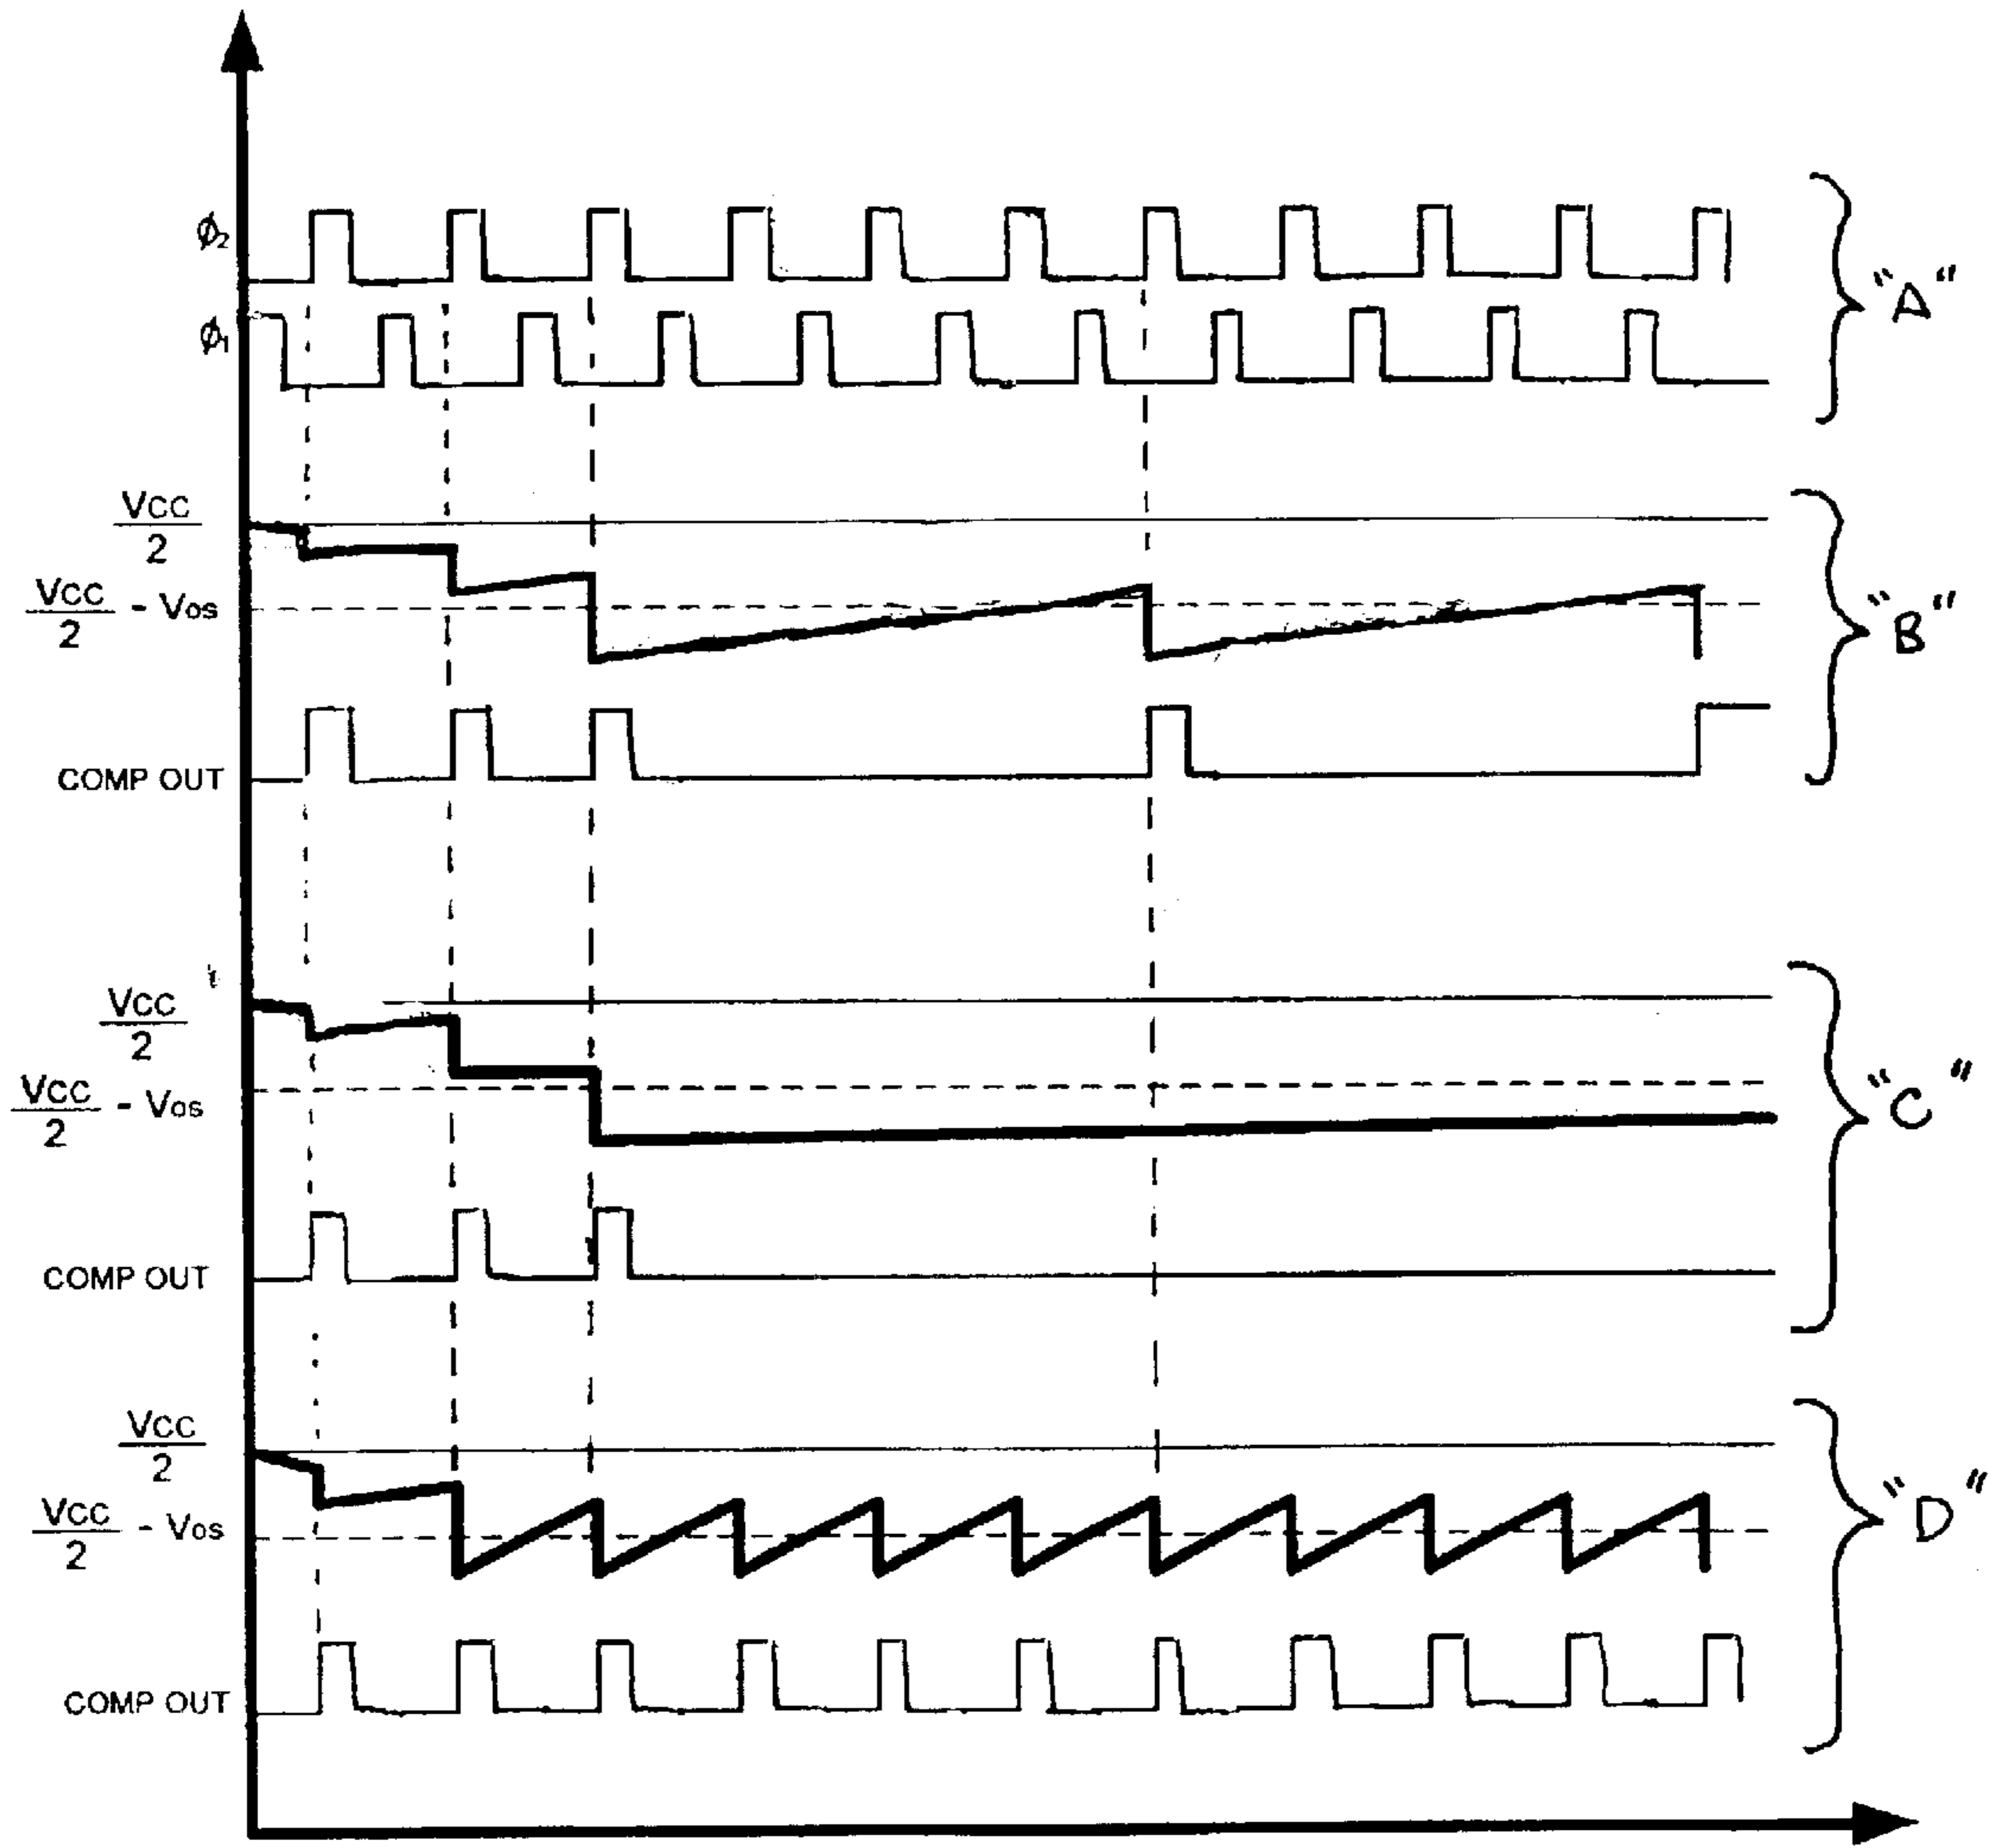 ϕ2
ϕ1
"A"
VCC
2
VCC
2 - Vos
"B"
COMP OUT
VCC
2
VCC
2 - Vos
"C"
COMP OUT
VCC
2
VCC
2 - Vos
"D"
COMP OUT